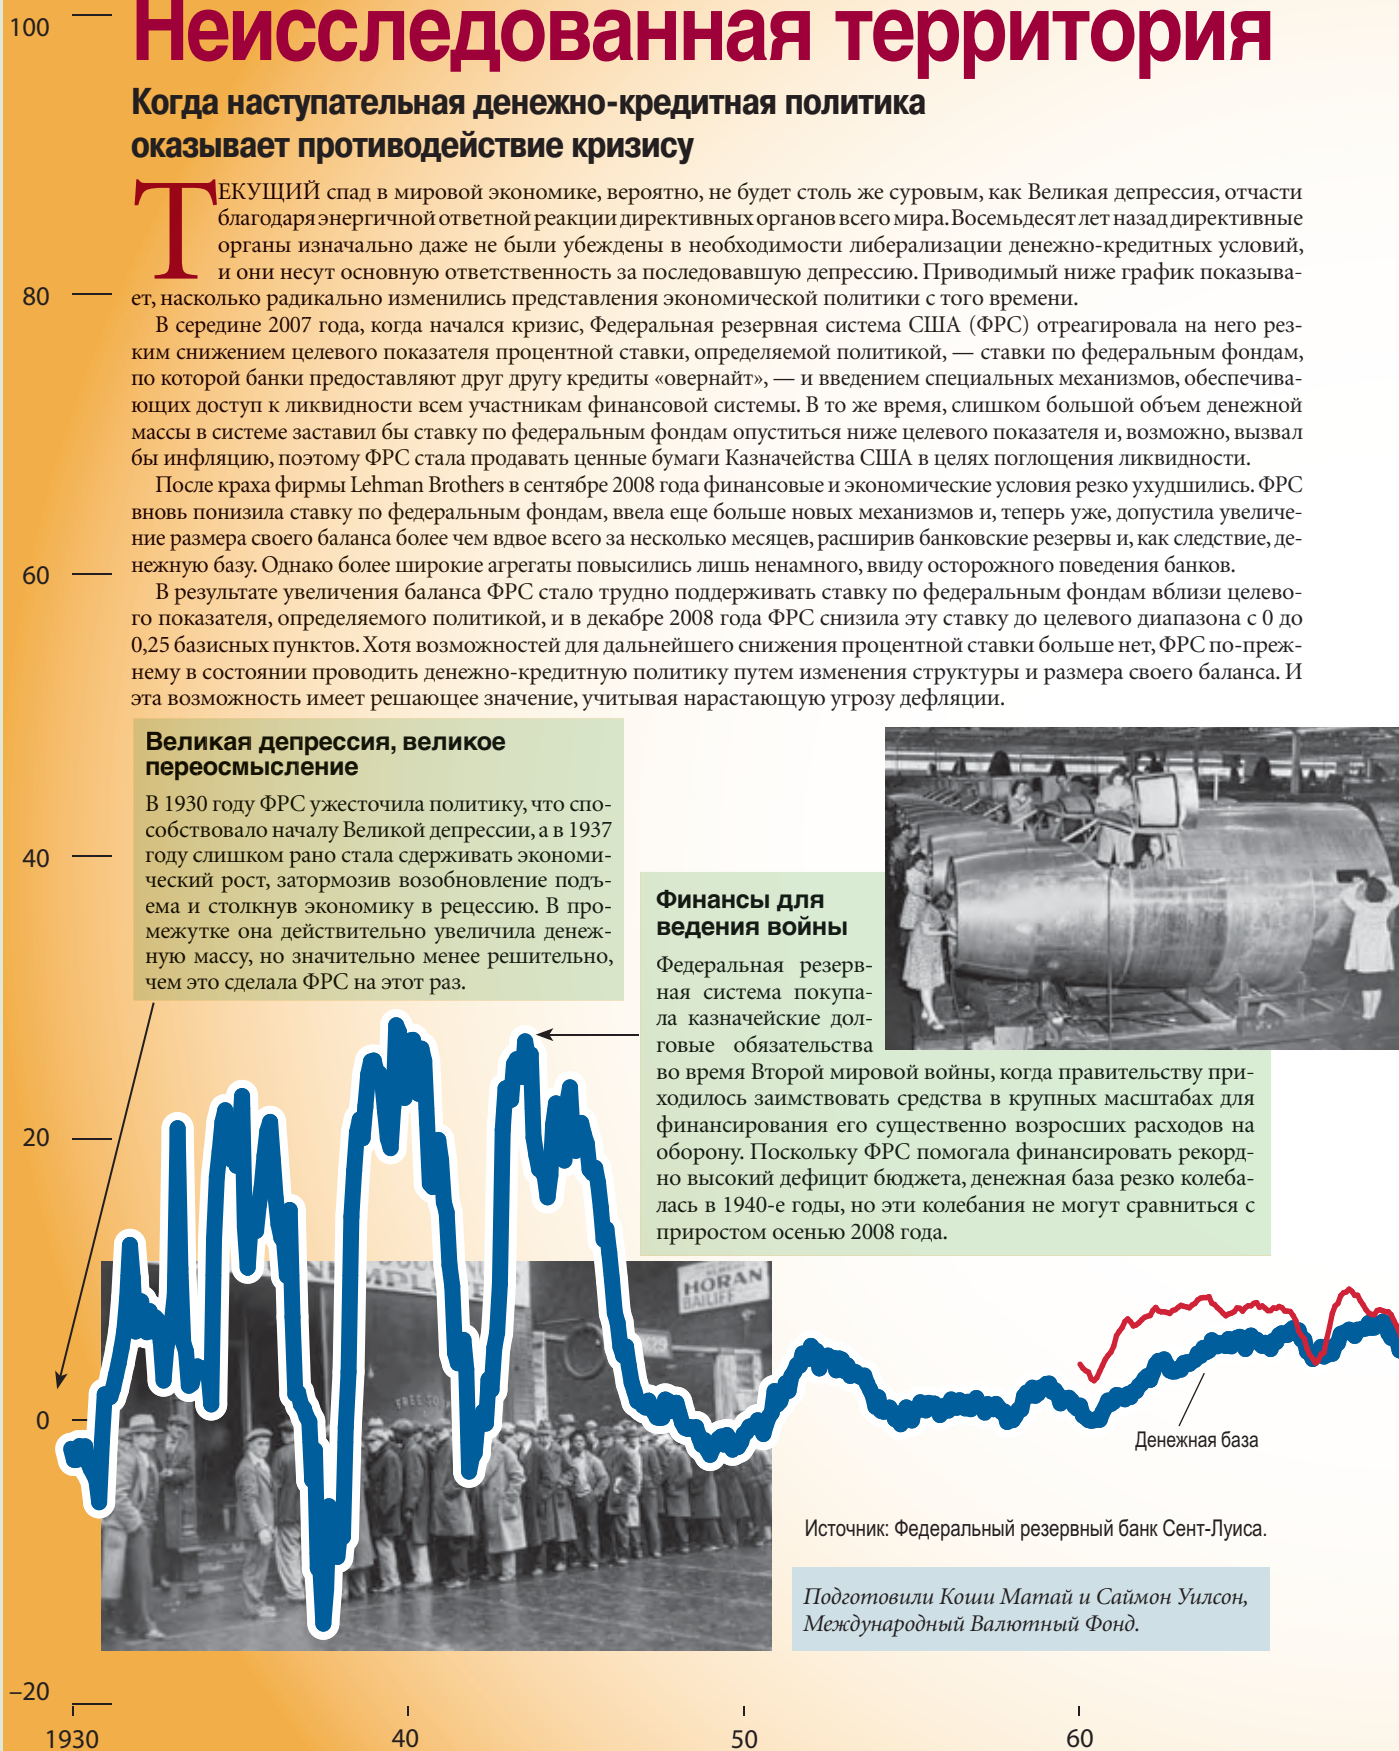 100
Неисследованная территория
Когда наступательная денежно-кредитная политика
оказывает противодействие кризису
ТЕКУЩИЙ спад в мировой экономике, вероятно, не будет столь же суровым, как Великая депрессия, отчасти
благодаря энергичной ответной реакции директивных органов всего мира. Восемьдесят лет назад директивные
органы изначально даже не были убеждены в необходимости либерализации денежно-кредитных условий,
и они несут основную ответственность за последовавшую депрессию. Приводимый ниже график показыва-
80
ет, насколько радикально изменились представления экономической политики с того времени.
В середине 2007 года, когда начался кризис, Федеральная резервная система США (ФРС) отреагировала на него рез-
ким снижением целевого показателя процентной ставки, определяемой политикой, — ставки по федеральным фондам,
по которой банки предоставляют друг другу кредиты «овернайт», — и введением специальных механизмов, обеспечива-
ющих доступ к ликвидности всем участникам финансовой системы. В то же время, слишком большой объем денежной
массы в системе заставил бы ставку по федеральным фондам опуститься ниже целевого показателя и, возможно, вызвал
бы инфляцию, поэтому ФРС стала продавать ценные бумаги Казначейства США в целях поглощения ликвидности.
После краха фирмы Lehman Brothers в сентябре 2008 года финансовые и экономические условия резко ухудшились. ФРС
вновь понизила ставку по федеральным фондам, ввела еще больше новых механизмов и, теперь уже, допустила увеличе-
ние размера своего баланса более чем вдвое всего за несколько месяцев, расширив банковские резервы и, как следствие, де-
нежную базу. Однако более широкие агрегаты повысились лишь ненамного, ввиду осторожного поведения банков.
60
В результате увеличения баланса ФРС стало трудно поддерживать ставку по федеральным фондам вблизи целево-
го показателя, определяемого политикой, и в декабре 2008 года ФРС снизила эту ставку до целевого диапазона с 0 до
0,25 базисных пунктов. Хотя возможностей для дальнейшего снижения процентной ставки больше нет, ФРС по-преж-
нему в состоянии проводить денежно-кредитную политику путем изменения структуры и размера своего баланса. И
эта возможность имеет решающее значение, учитывая нарастающую угрозу дефляции.
Великая депрессия, великое
переосмысление
В 1930 году ФРС ужесточила политику, что спо-
собствовало началу Великой депрессии, а в 1937
году слишком рано стала сдерживать экономи-
ческий рост, затормозив возобновление подъ-
ема и столкнув экономику в рецессию. В про-
межутке она действительно увеличила денеж-
ную массу, но значительно менее решительно,
чем это сделала ФРС на этот раз.
40
Финансы для
ведения войны
Федеральная резерв-
ная система покупа-
ла казначейские дол-
говые обязательства
во время Второй мировой войны, когда правительству при-
ходилось заимствовать средства в крупных масштабах для
финансирования его существенно возросших расходов на
оборону. Поскольку ФРС помогала финансировать рекорд-
но высокий дефицит бюджета, денежная база резко колеба-
лась в 1940-е годы, но эти колебания не могут сравниться с
приростом осенью 2008 года.
20
HORAN
BAILIFF
0
Денежная база
Источник: Федеральный резервный банк Сент-Луиса.
Подготовили Коши Матай и Саймон Уилсон,
Международный Валютный Фонд.
–20
1930
40
50
60